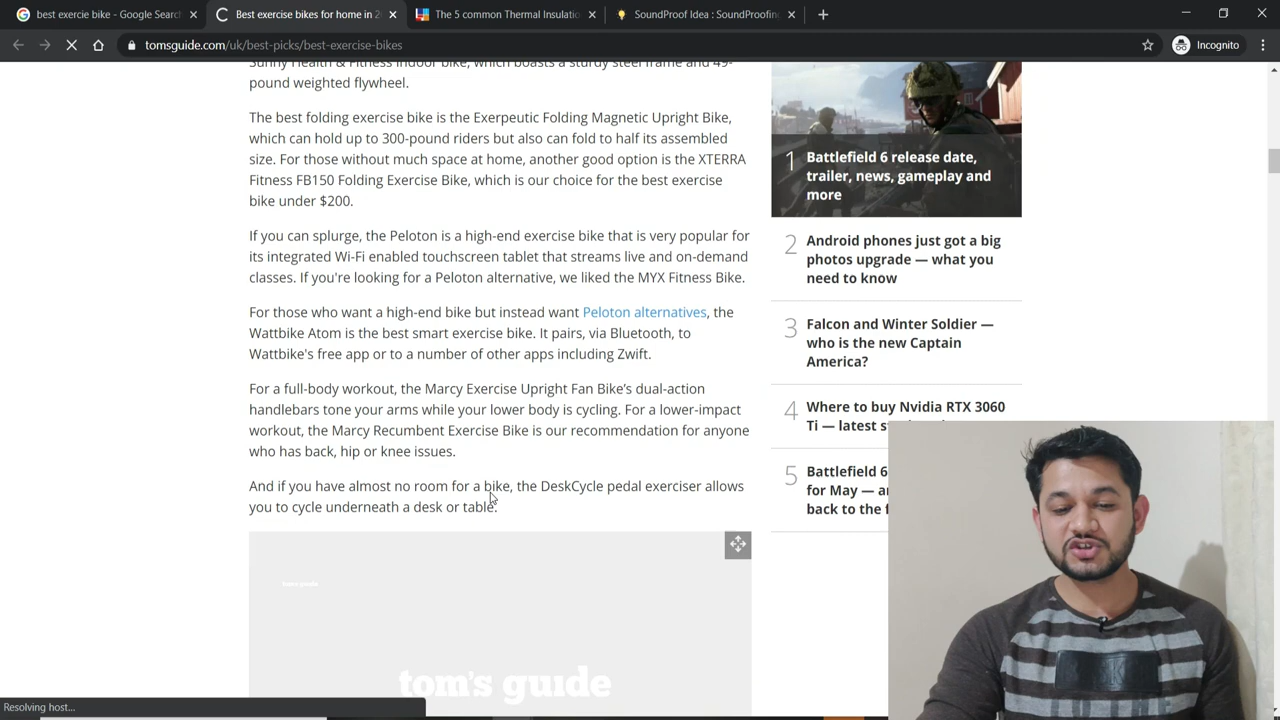 best exercie bike - Google Searc
Best exercise bikes for home in 2
The 5 common Thermal Insulatio
SoundProof Idea : SoundProofin
tomsguide.com/uk/best-picks/best-exercise-bikes
Incognito
Sunny Health & Fitness indoor bike, which boasts a sturdy steel frame and 49-
pound weighted flywheel.
The best folding exercise bike is the Exerpeutic Folding Magnetic Upright Bike,
which can hold up to 300-pound riders but also can fold to half its assembled
size. For those without much space at home, another good option is the XTERRA
Fitness FB150 Folding Exercise Bike, which is our choice for the best exercise
bike under $200.
If you can splurge, the Peloton is a high-end exercise bike that is very popular for
its integrated Wi-Fi enabled touchscreen tablet that streams live and on-demand
classes. If you're looking for a Peloton alternative, we liked the MYX Fitness Bike.
For those who want a high-end bike but instead want Peloton alternatives, the
Wattbike Atom is the best smart exercise bike. It pairs, via Bluetooth, to
Wattbike's free app or to a number of other apps including Zwift.
For a full-body workout, the Marcy Exercise Upright Fan Bike's dual-action
handlebars tone your arms while your lower body is cycling. For a lower-impact
workout, the Marcy Recumbent Exercise Bike is our recommendation for anyone
who has back, hip or knee issues.
And if you have almost no room for a bike, the DeskCycle pedal exerciser allows
you to cycle underneath a desk or table.
tom's guide
tom's guide
1
Battlefield 6 release date,
trailer, news, gameplay and
more
2
Android phones just got a big
photos upgrade — what you
need to know
3
Falcon and Winter Soldier —
who is the new Captain
America?
4
Where to buy Nvidia RTX 3060
Ti — latest
5
Battlefield 6
for May —
back to the
Resolving host...